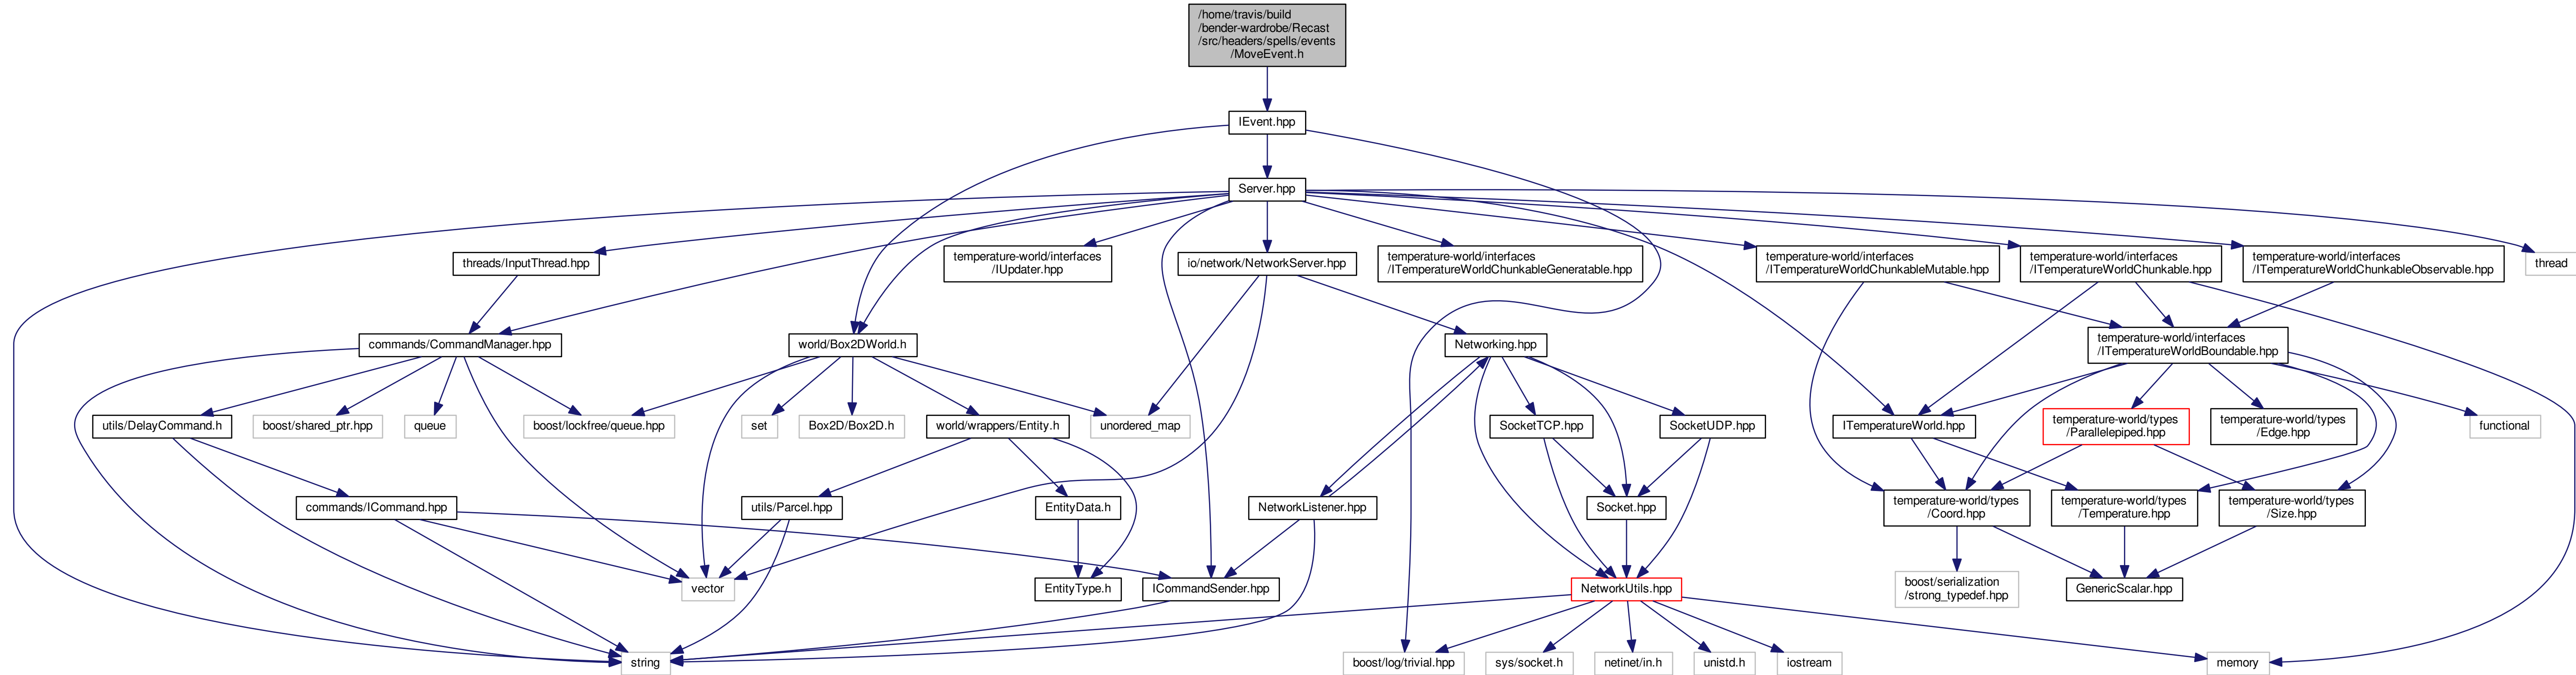 /home/travis/build
/bender-wardrobe/Recast
/src/headers/spells/events
/MoveEvent.h
IEvent.hpp
Server.hpp
threads/InputThread.hpp
temperature-world/interfaces
/IUpdater.hpp
io/network/NetworkServer.hpp
temperature-world/interfaces
/ITemperatureWorldChunkableGeneratable.hpp
temperature-world/interfaces
/ITemperatureWorldChunkableMutable.hpp
temperature-world/interfaces
/ITemperatureWorldChunkable.hpp
temperature-world/interfaces
/ITemperatureWorldChunkableObservable.hpp
thread
commands/CommandManager.hpp
world/Box2DWorld.h
Networking.hpp
temperature-world/interfaces
/ITemperatureWorldBoundable.hpp
utils/DelayCommand.h
boost/shared_ptr.hpp
queue
boost/lockfree/queue.hpp
set
Box2D/Box2D.h
world/wrappers/Entity.h
unordered_map
SocketTCP.hpp
SocketUDP.hpp
ITemperatureWorld.hpp
temperature-world/types
/Parallelepiped.hpp
temperature-world/types
/Edge.hpp
functional
commands/ICommand.hpp
utils/Parcel.hpp
EntityData.h
NetworkListener.hpp
Socket.hpp
temperature-world/types
/Coord.hpp
temperature-world/types
/Temperature.hpp
temperature-world/types
/Size.hpp
vector
EntityType.h
ICommandSender.hpp
NetworkUtils.hpp
boost/serialization
/strong_typedef.hpp
GenericScalar.hpp
string
boost/log/trivial.hpp
sys/socket.h
netinet/in.h
unistd.h
iostream
memory